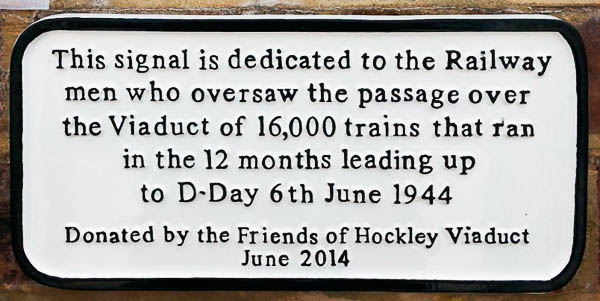 This signal is dedicated to the Railway
men who oversaw the passage over
the Viaduct of 16,000 trains that ran
in the 12 months leading up
to D-Day 6th June 1944
Donated by the Friends of Hockley Viaduct
June 2014